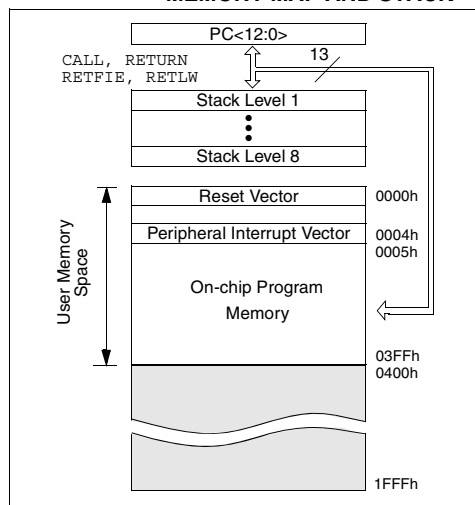 MEMORY MAP AND STACK
PC<12:0>
CALL, RETURN
RETFIE, RETLW
13
Stack Level 1
Stack Level 8
Reset Vector
0000h
Peripheral Interrupt Vector
0004h
0005h
User Memory
Space
On-chip Program
Memory
03FFh
0400h
1FFFh